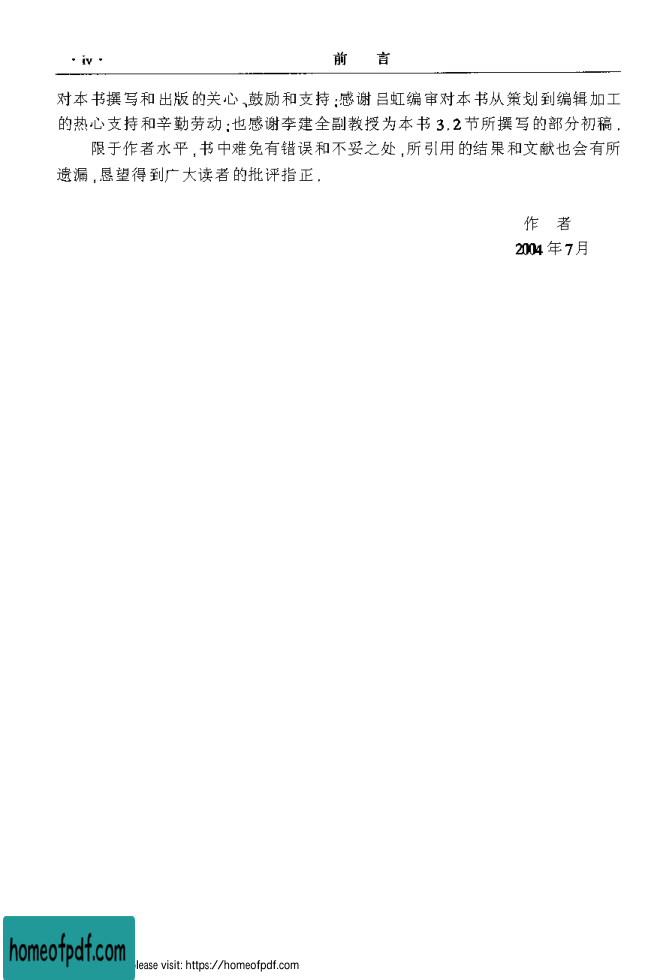 · iv · 前 言
对本书撰写和出版的关心、鼓励和支持;感谢吕虹编审对本书从策划到编辑加工
的热心支持和辛勤劳动;也感谢李建全副教授为本书 3.2 节所撰写的部分初稿.
限于作者水平,书中难免有错误和不妥之处,所引用的结果和文献也会有所
遗漏,恳望得到广大读者的批评指正.
作 者
2004 年 7 月
homeofpdf.com
lease visit: https://homeofpdf.com